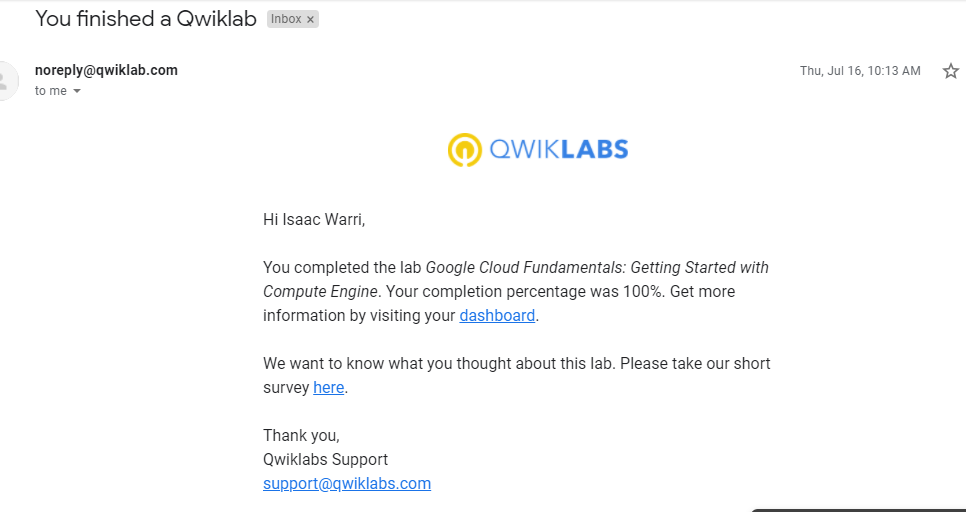 You finished a Qwiklab Inbox ×
noreply@qwiklab.com
Thu, Jul 16, 10:13 AM
to me
QWIKLABS
Hi Isaac Warri,
You completed the lab Google Cloud Fundamentals: Getting Started with
Compute Engine. Your completion percentage was 100%. Get more
information by visiting your dashboard.
We want to know what you thought about this lab. Please take our short
survey here.
Thank you,
Qwiklabs Support
support@qwiklabs.com